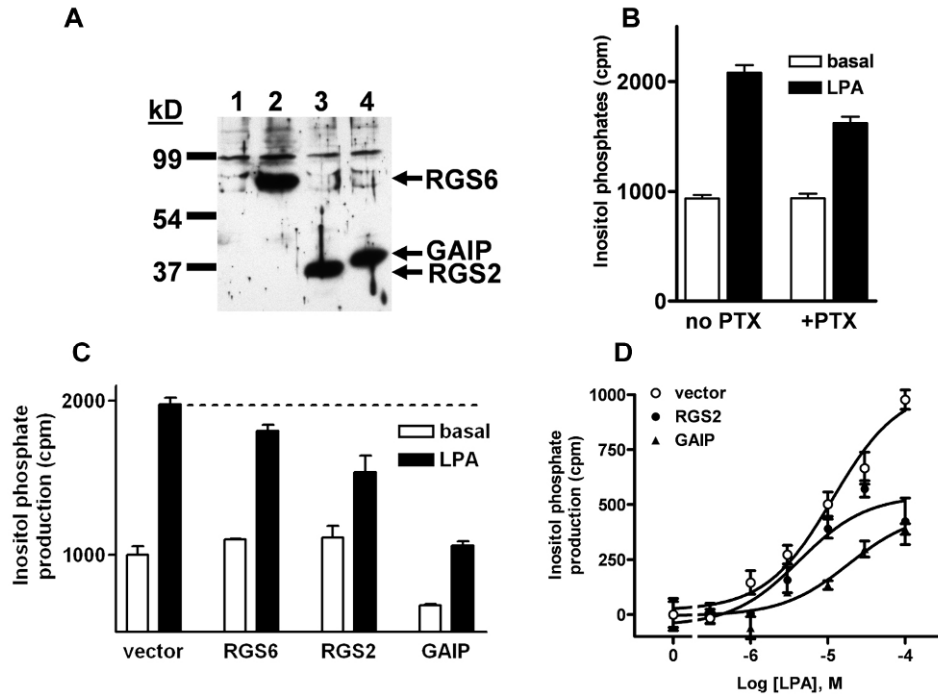 A
kD
1 2 3 4
99
54
37
RGS6
GAIP
RGS2
B
Inositol phosphates (cpm)
2000
1000
0
basal
LPA
no PTX
+PTX
C
Inositol phosphate
production (cpm)
2000
1000
basal
LPA
vector
RGS6
RGS2
GAIP
D
Inositol phosphate
production (cpm)
1000
750
500
250
0
vector
RGS2
GAIP
0 -6 -5 -4
Log [LPA], M